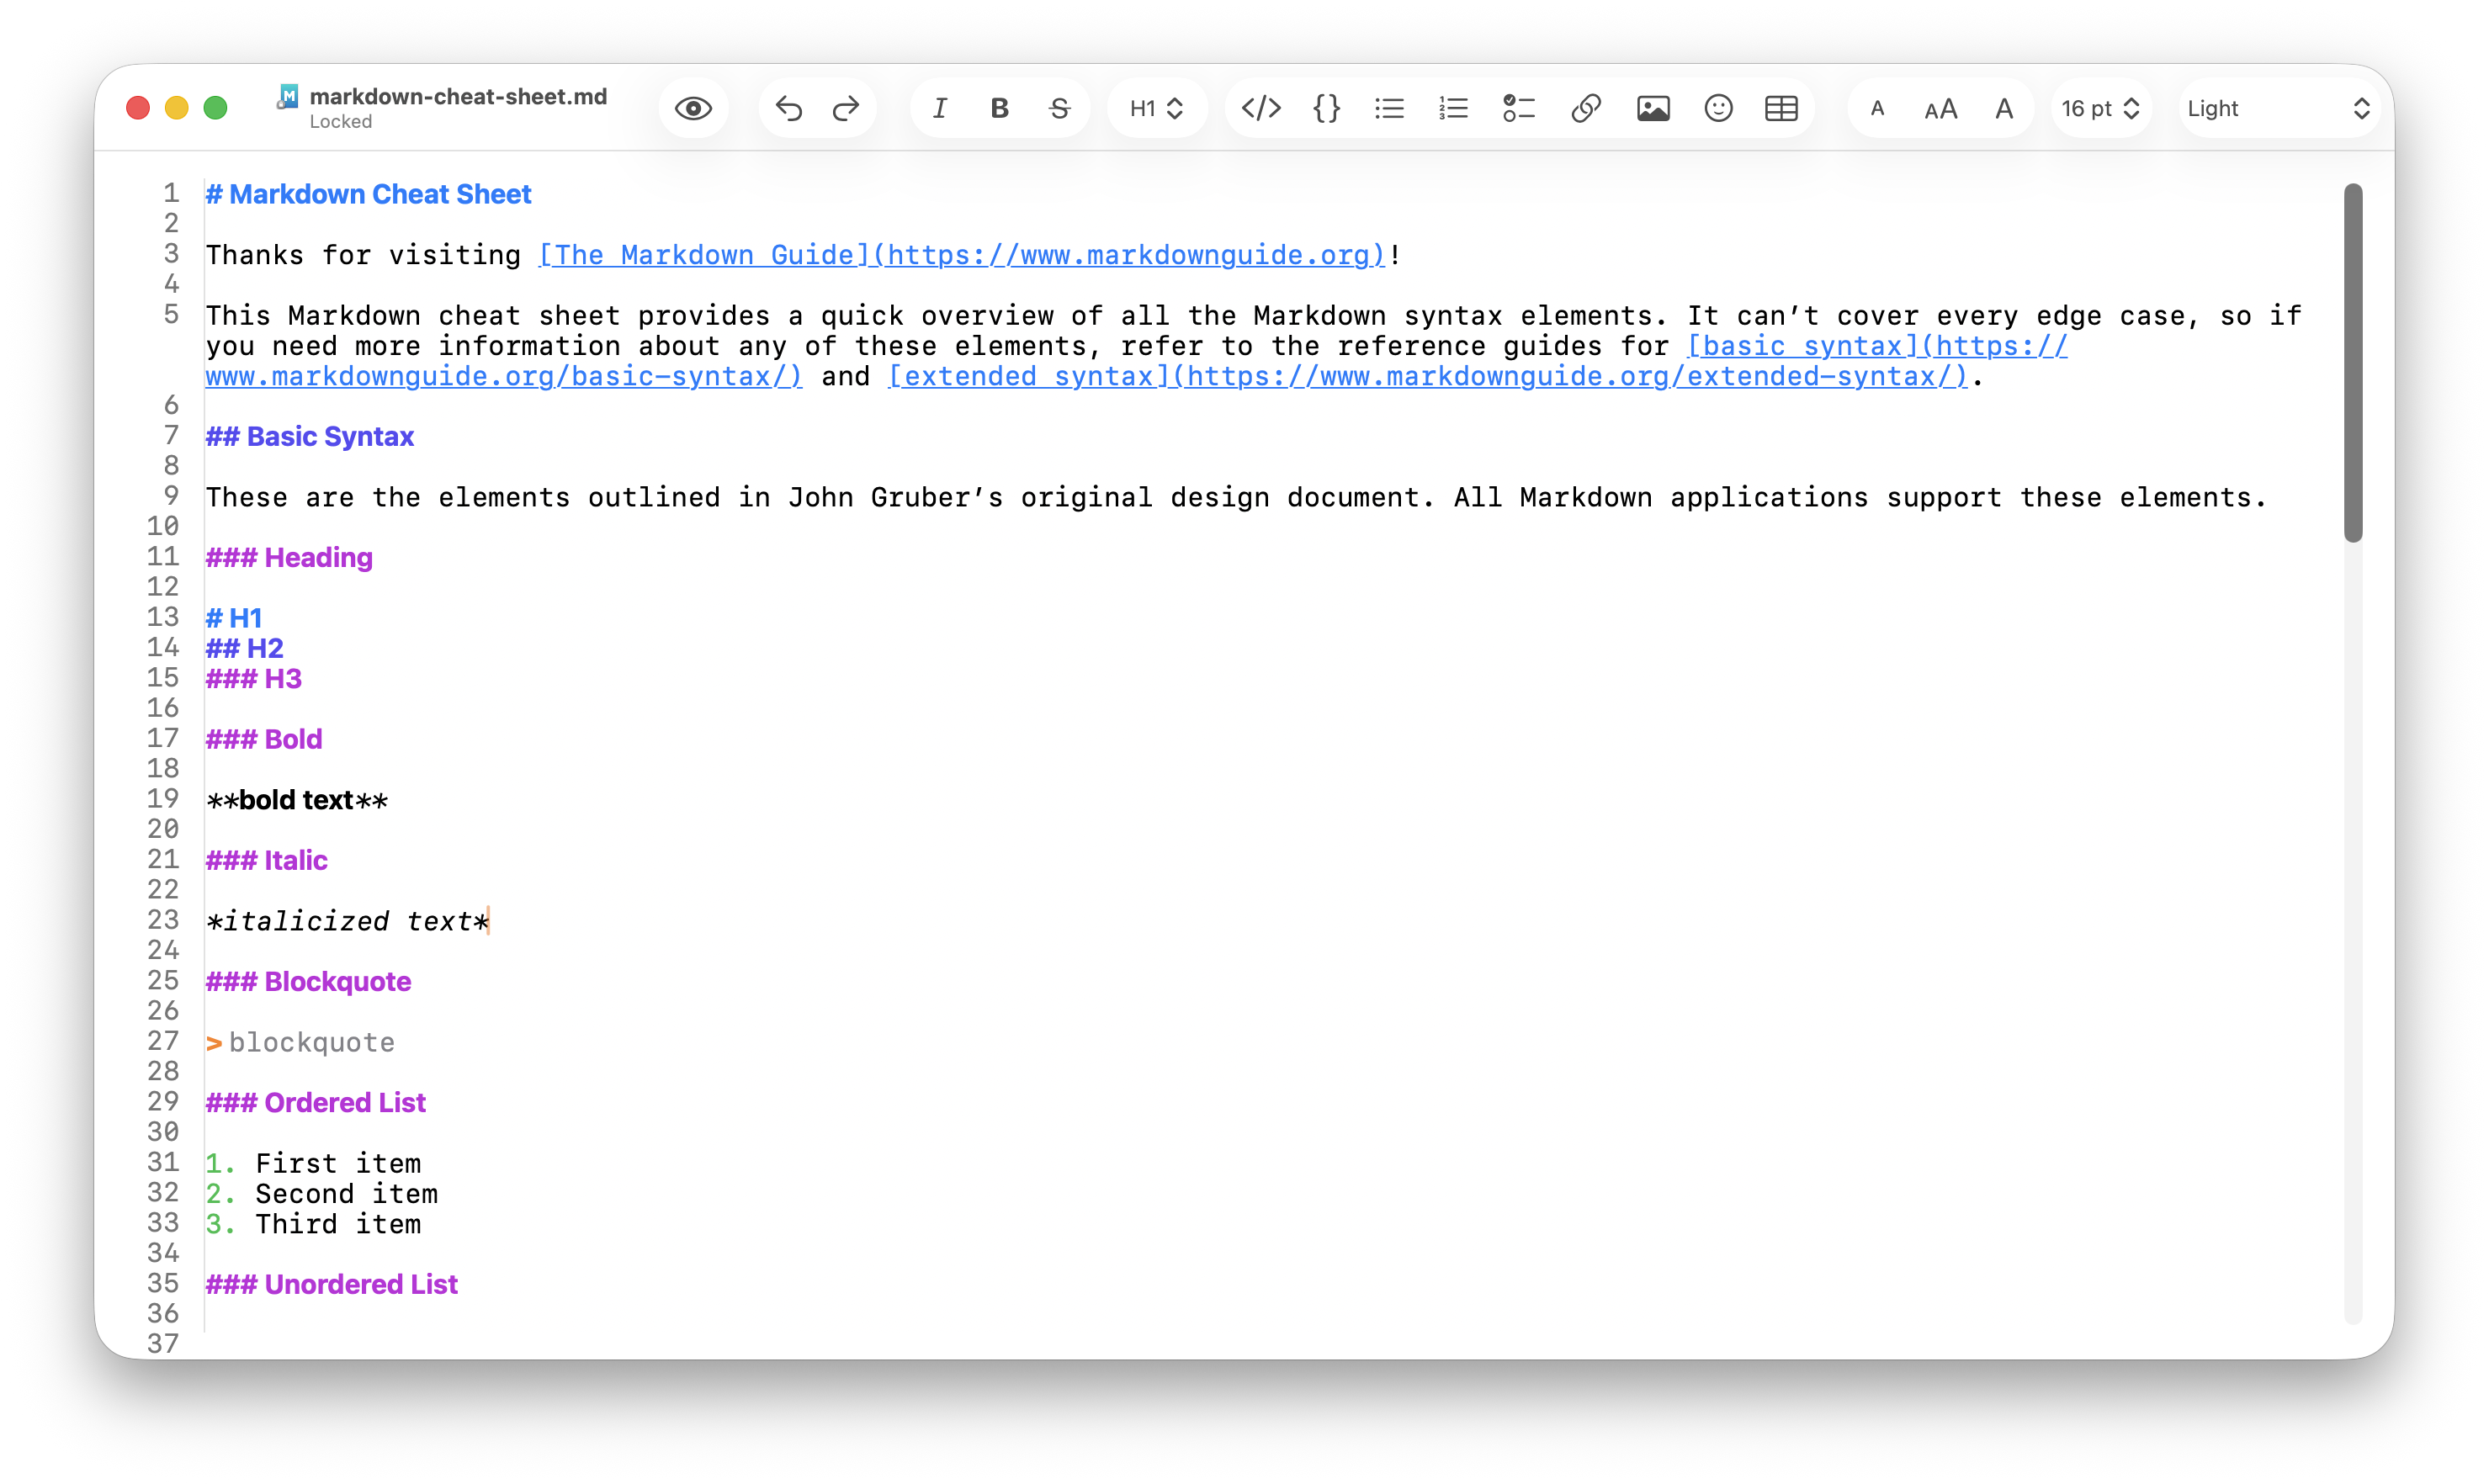 markdown-cheat-sheet.md
Locked
I B S H1 </> {} A AA A 16 pt Light
1 # Markdown Cheat Sheet
2
3 Thanks for visiting [The Markdown Guide](https://www.markdownguide.org)!
4
5 This Markdown cheat sheet provides a quick overview of all the Markdown syntax elements. It can’t cover every edge case, so if
you need more information about any of these elements, refer to the reference guides for [basic syntax](https://
www.markdownguide.org/basic-syntax/) and [extended syntax](https://www.markdownguide.org/extended-syntax/).
6
7 ## Basic Syntax
8
9 These are the elements outlined in John Gruber’s original design document. All Markdown applications support these elements.
10
11 ### Heading
12
13 # H1
14 ## H2
15 ### H3
16
17 ### Bold
18
19 **bold text**
20
21 ### Italic
22
23 *italicized text*
24
25 ### Blockquote
26
27 > blockquote
28
29 ### Ordered List
30
31 1. First item
32 2. Second item
33 3. Third item
34
35 ### Unordered List
36
37